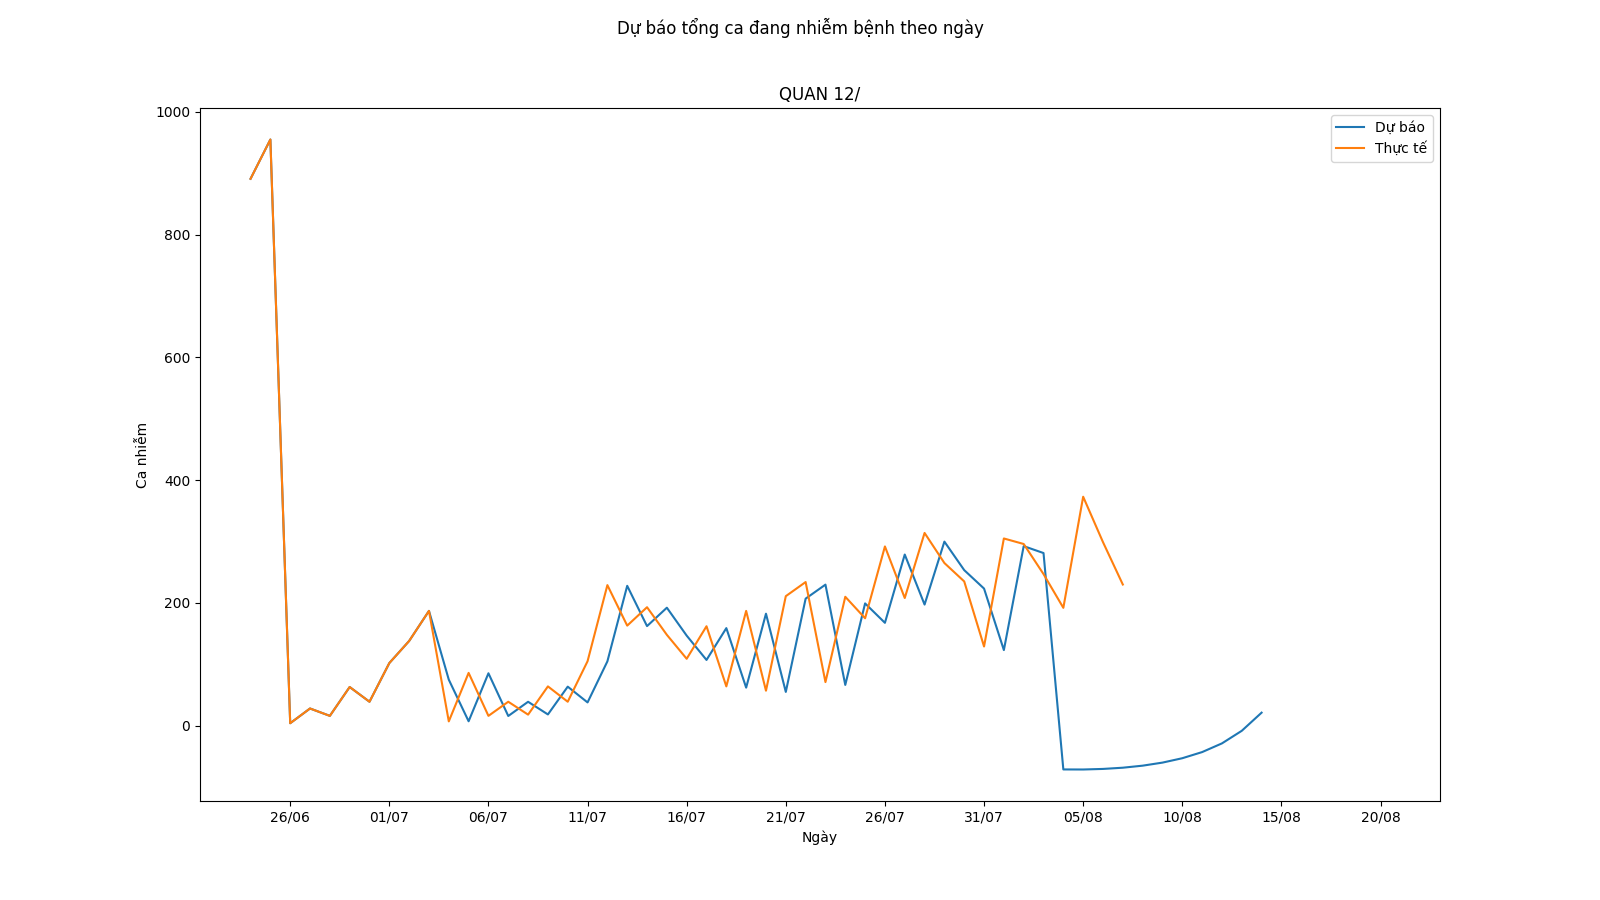 Dự báo tổng ca đang nhiễm bệnh theo ngày
QUAN 12/
1000
800
600
400
200
0
Ca nhiễm
Dự báo
Thực tế
26/06 01/07 06/07 11/07 16/07 21/07 26/07 31/07 05/08 10/08 15/08 20/08
Ngày